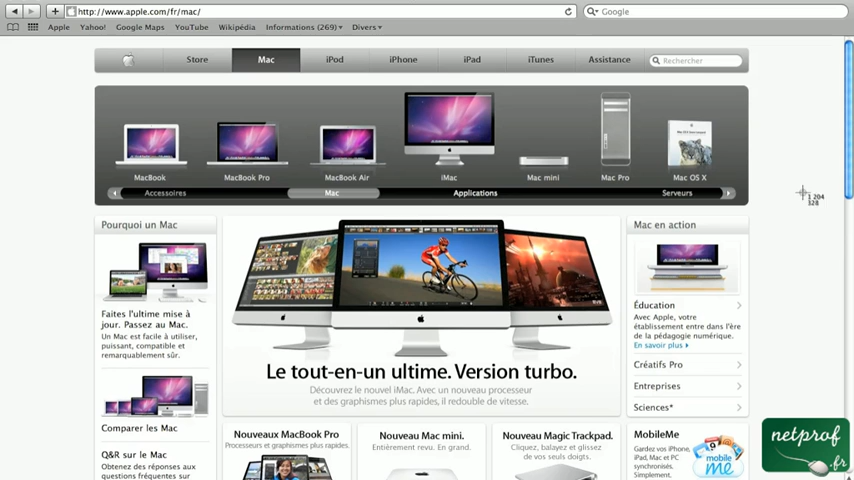 http://www.apple.com/fr/mac/
Google
Apple Yahoo! Google Maps YouTube Wikipédia Informations (269) Divers
Store Mac iPod iPhone iPad iTunes Assistance Rechercher
MacBook MacBook Pro MacBook Air iMac Mac mini Mac Pro Mac OS X
Accessoires Mac Applications Serveurs
1 204
328
Pourquoi un Mac
Faites l'ultime mise à
jour. Passez au Mac.
Un Mac est facile à utiliser,
puissant, compatible et
remarquablement sûr.
Comparer les Mac
Q&R sur le Mac
Obtenez des réponses aux
questions fréquentes sur
Le tout-en-un ultime. Version turbo.
Découvrez le nouvel iMac. Avec un nouveau processeur
et des graphismes plus rapides, il redouble de vitesse.
Nouveaux MacBook Pro
Processeurs et graphismes plus rapides.
Nouveau Mac mini.
Entièrement revu. En grand.
Nouveau Magic Trackpad.
Cliquez, balayez et glissez
de vos seuls doigts.
Mac en action
Éducation
Avec Apple, votre
établissement entre dans l'ère
de la pédagogie numérique.
En savoir plus
Créatifs Pro
Entreprises
Sciences*
MobileMe
Gardez vos iPhone,
iPad, Mac et PC
synchronisés.
Simplement.
mobile
me
netprof
.fr